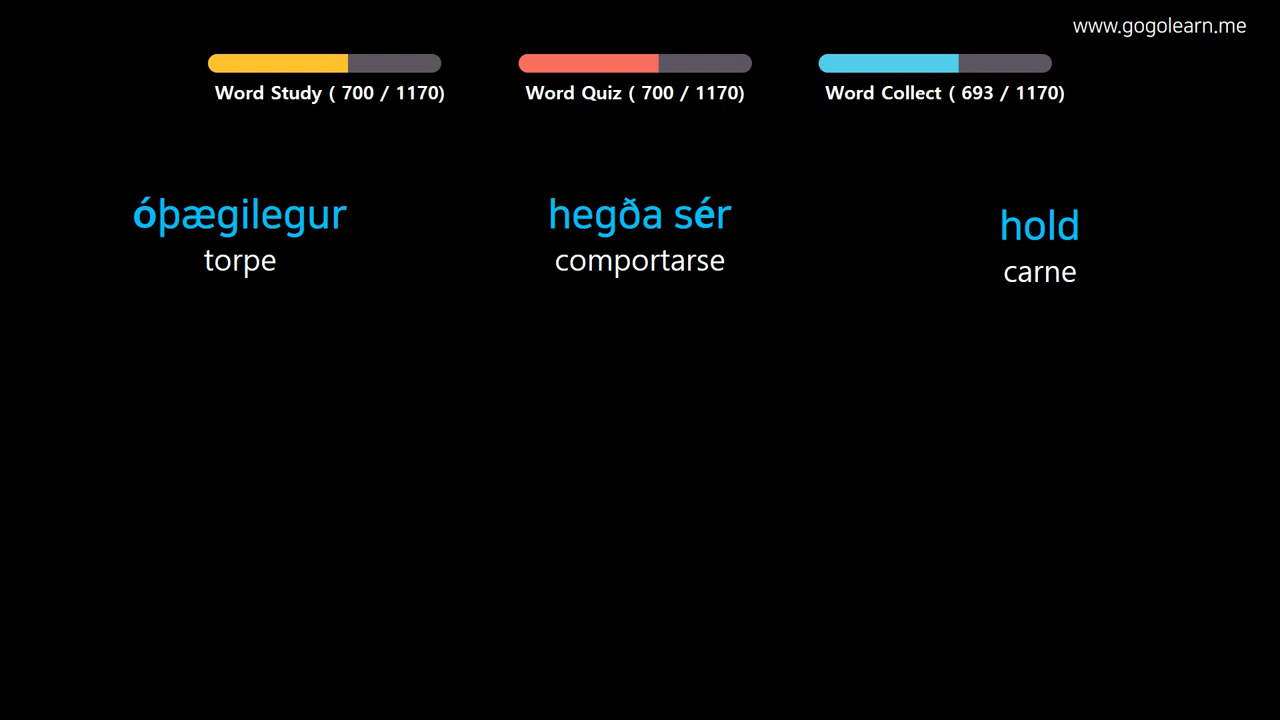 www.gogolearn.me
Word Study ( 700 / 1170)
Word Quiz ( 700 / 1170)
Word Collect ( 693 / 1170)
óþægilegur
torpe
hegða sér
comportarse
hold
carne